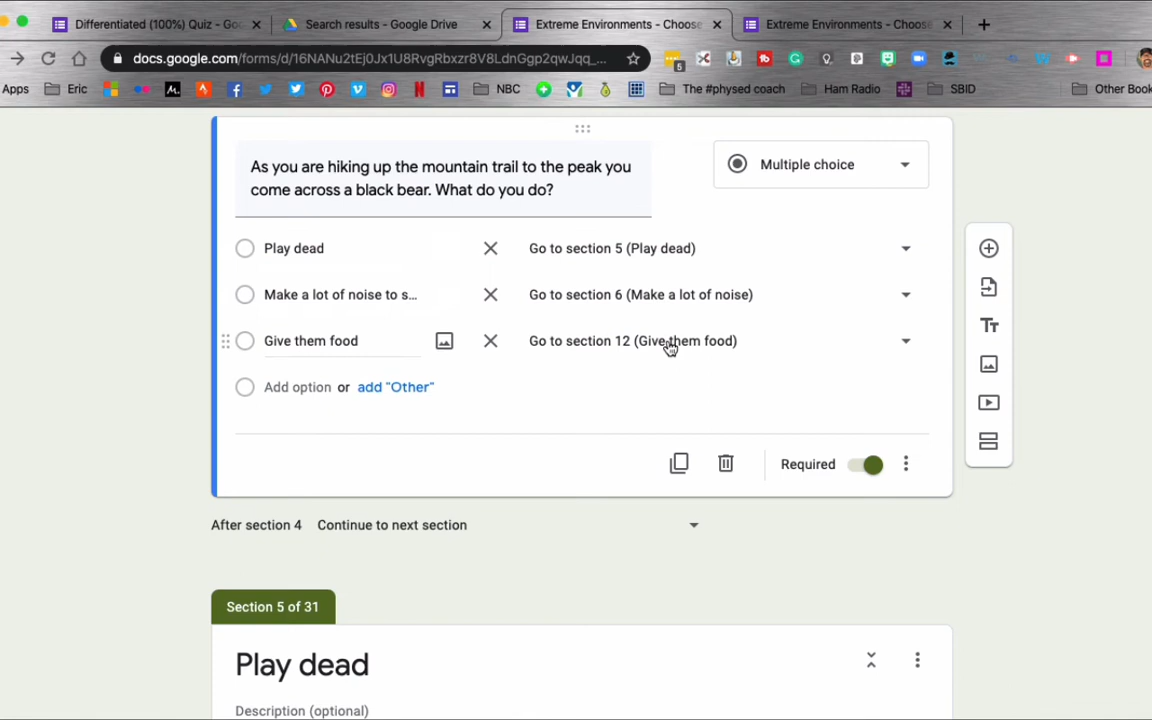 Differentiated (100%) Quiz - Go
Search results - Google Drive
Extreme Environments - Choose
Extreme Environments - Choose
docs.google.com/forms/d/16NANu2tEj0Jx1U8RvgRbxzr8V8LdnGgp2qwJqq_...
5
Apps
Eric
NBC
The #physed coach
Ham Radio
SBID
Other Book
As you are hiking up the mountain trail to the peak you
come across a black bear. What do you do?
Multiple choice
Play dead
Go to section 5 (Play dead)
Make a lot of noise to s...
Go to section 6 (Make a lot of noise)
Give them food
Go to section 12 (Give them food)
Add option or add "Other"
Required
After section 4 Continue to next section
Section 5 of 31
Play dead
Description (optional)